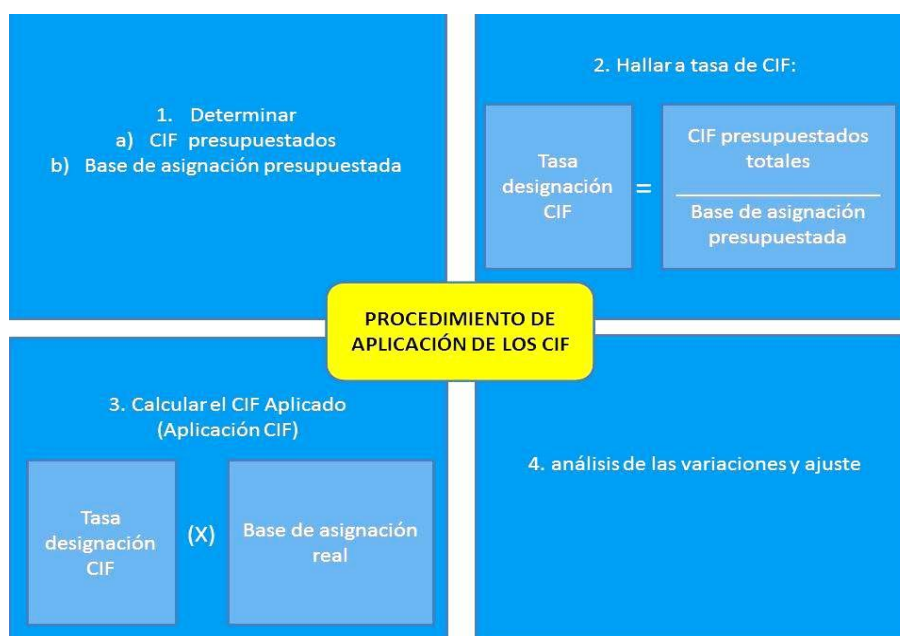 1. Determinar
a) CIF presupuestados
b) Base de asignación presupuestada
2. Hallar a tasa de CIF:
Tasa
designación
CIF
=
CIF presupuestados
totales
Base de asignación
presupuestada
PROCEDIMIENTO DE
APLICACIÓN DE LOS CIF
3. Calcular el CIF Aplicado
(Aplicación CIF)
Tasa
designación
CIF
(X)
Base de asignación
real
4. análisis de las variaciones y ajuste